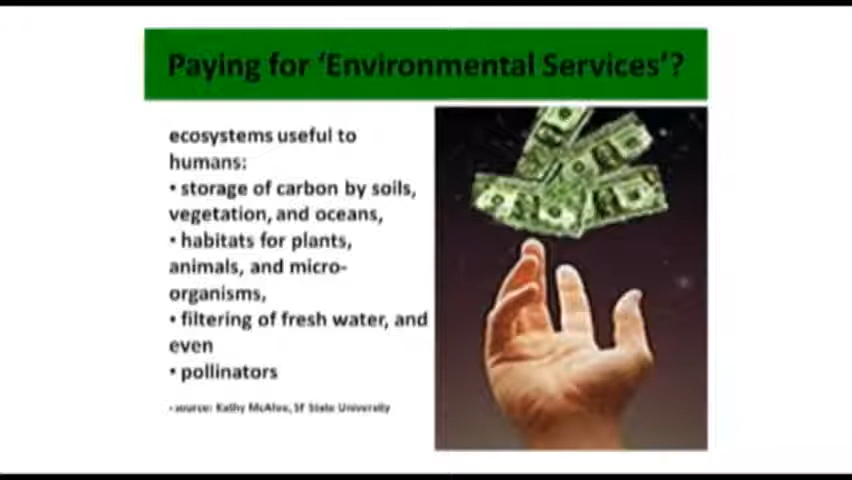 Paying for ‘Environmental Services’?
ecosystems useful to
humans:
• storage of carbon by soils,
vegetation, and oceans,
• habitats for plants,
animals, and micro-
organisms,
• filtering of fresh water, and
even
• pollinators
- source: Kathy McAfee, SF State University